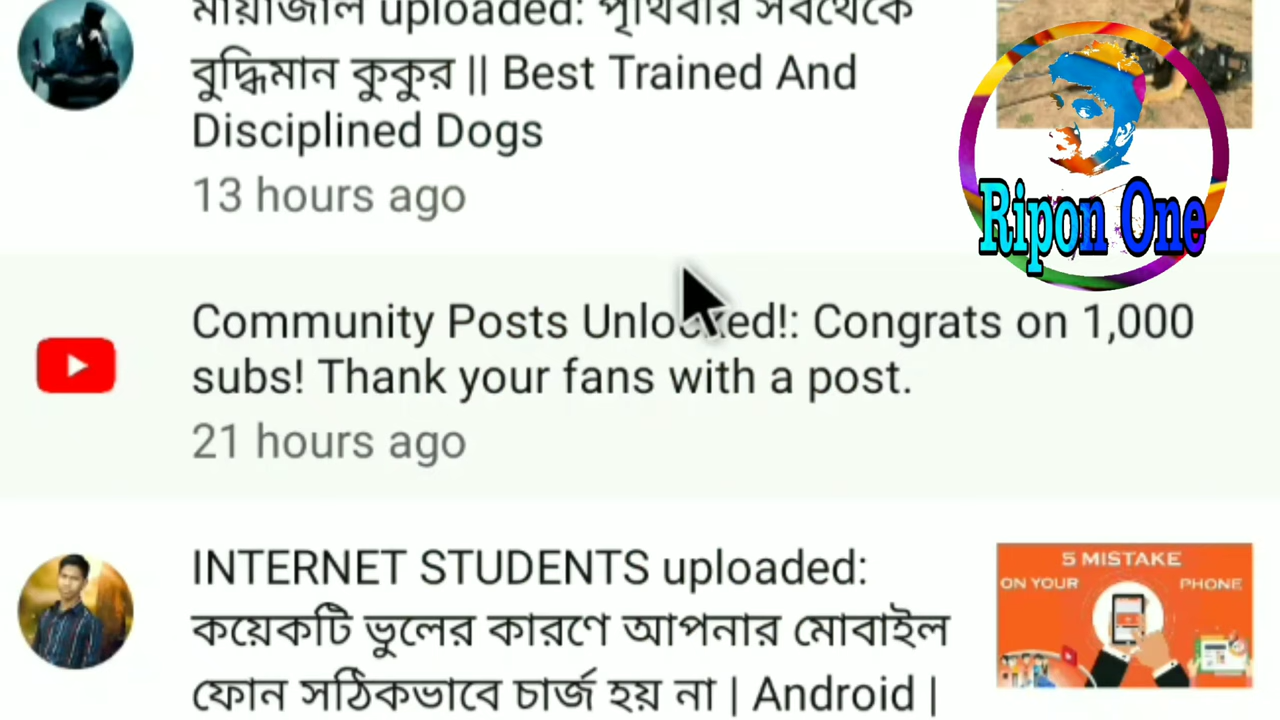 মায়াজাল uploaded: পৃথিবীর সবথেকে
বুদ্ধিমান কুকুর || Best Trained And
Disciplined Dogs
13 hours ago
Ripon One
Community Posts Unlocked!: Congrats on 1,000
subs! Thank your fans with a post.
21 hours ago
INTERNET STUDENTS uploaded:
কয়েকটি ভুলের কারণে আপনার মোবাইল
ফোন সঠিকভাবে চার্জ হয় না | Android |
5 MISTAKE
ON YOUR PHONE